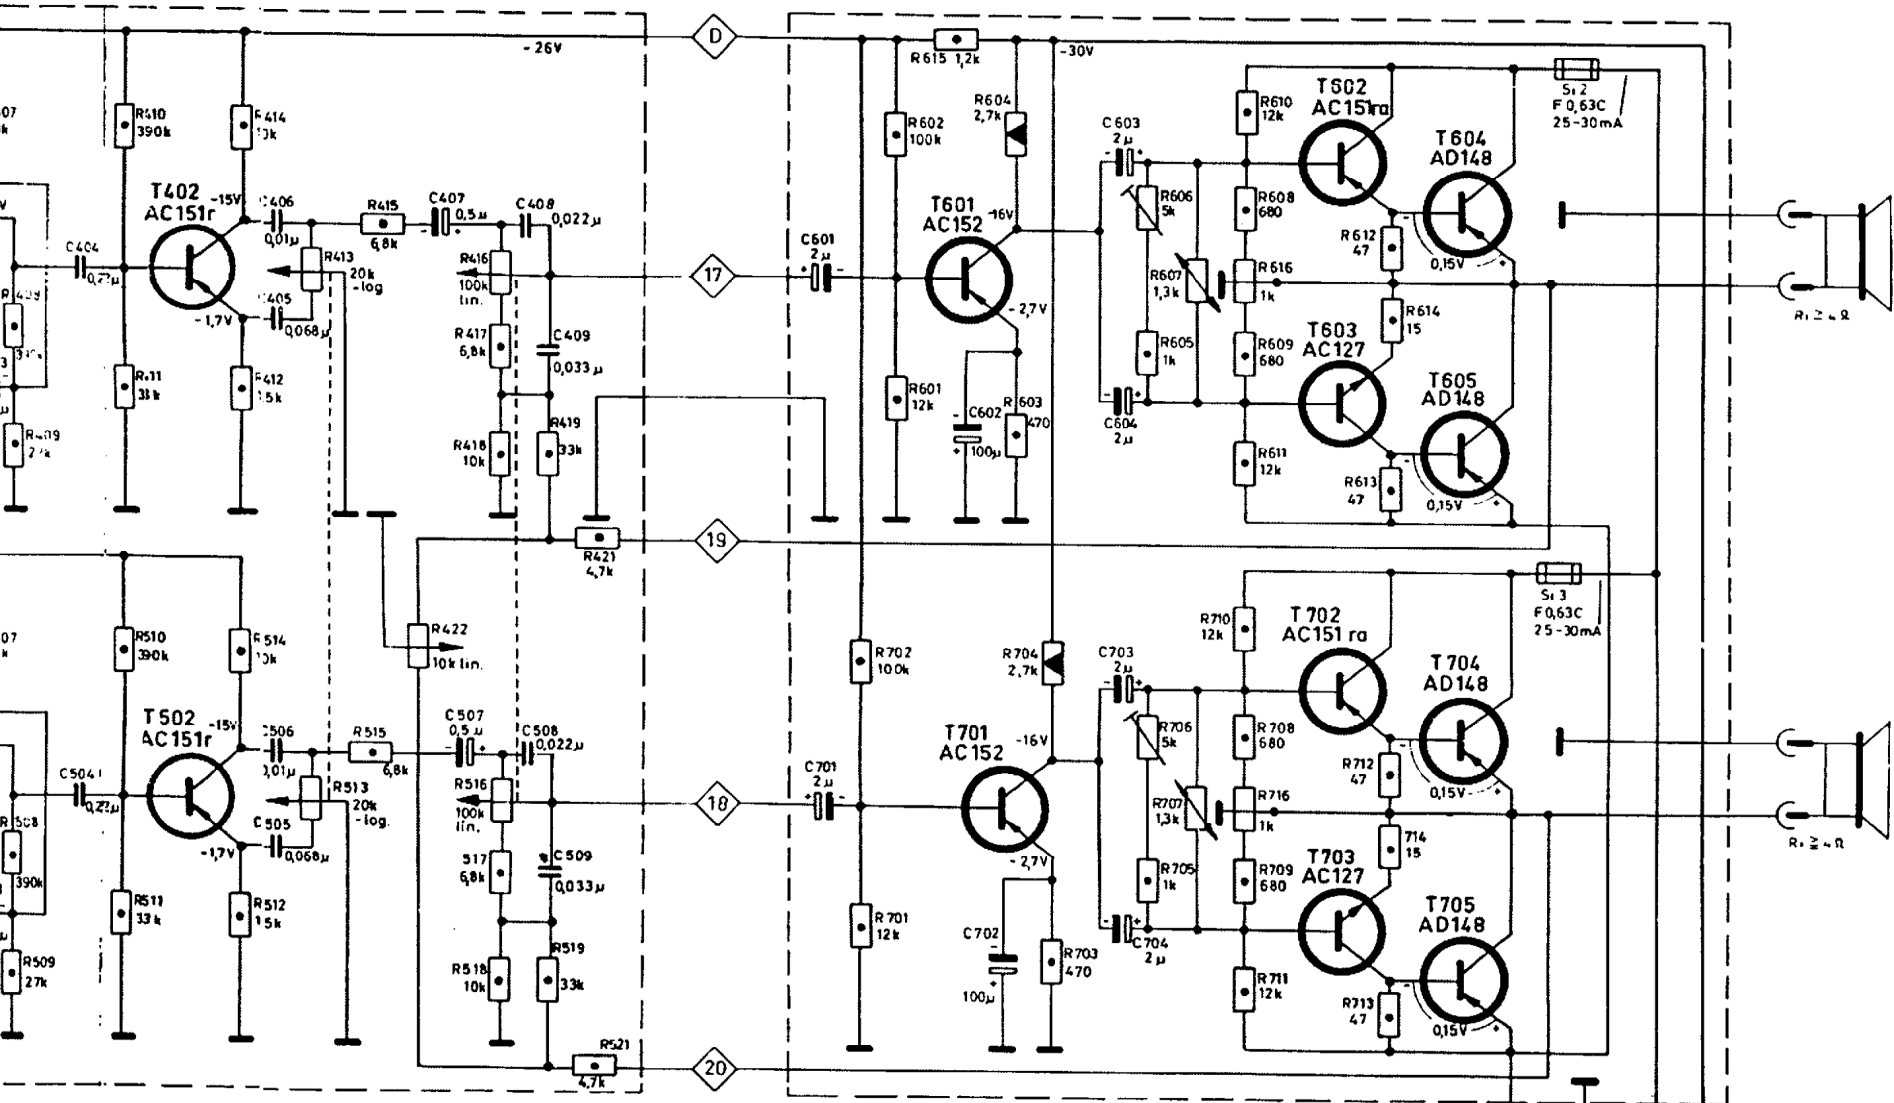 D
- 26V
R615 1,2k
-30V
Si2
F 0,63C
25-30mA
07
k
R410
390k
R414
R602
100k
R604
2,7k
C603
2µ
R610
12k
T602
AC151ra
T604
AD148
T402
AC151r
-15V
C406
0,01µ
R415
6,8k
C407
0,5µ
C408
0,022µ
T601
AC152
-16V
R606
5k
R608
680
R612
47
0,15V
C404
0,22µ
R413
20k
-log
R416
100k
lin.
17
C601
2µ
R607
1,3k
R616
1k
-1,7V
C405
0,068µ
-2,7V
R614
15
R417
6,8k
C409
0,033µ
R605
1k
R609
680
T603
AC127
R411
33k
R412
1,5k
R601
12k
C602
100µ
R603
470
C604
2µ
T605
AD148
R409
27k
R418
10k
R419
33k
R611
12k
R613
47
0,15V
R421
4,7k
19
Si3
F 0,63C
25-30mA
07
k
R510
390k
R514
R422
10k lin.
R702
100k
R704
2,7k
C703
2µ
R710
12k
T702
AC151 ra
T704
AD148
T502
AC151r
-15V
C506
0,01µ
R515
6,8k
C507
0,5µ
C508
0,022µ
T701
AC152
-16V
R706
5k
R708
680
R712
47
0,15V
C504
0,22µ
R513
20k
-log.
R516
100k
lin.
18
C701
2µ
R707
1,3k
R716
1k
R508
390k
-1,7V
C505
0,068µ
-2,7V
714
15
517
6,8k
C509
0,033µ
R705
1k
R709
680
T703
AC127
R511
33k
R512
1,5k
R701
12k
C702
100µ
R703
470
C704
2µ
T705
AD148
R509
27k
R518
10k
R519
33k
R711
12k
R713
47
0,15V
R521
4,7k
20